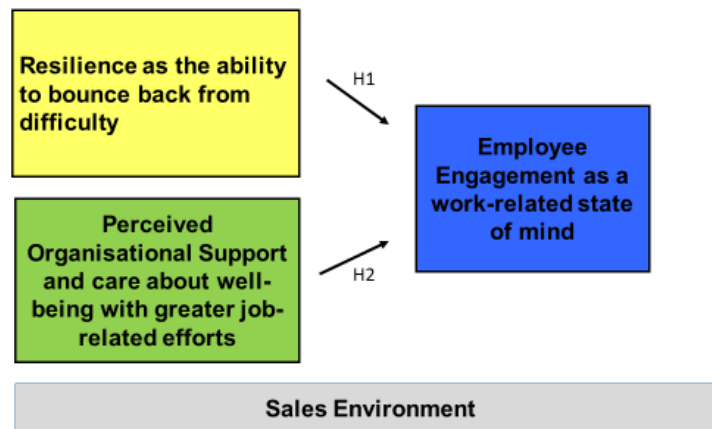 Resilience as the ability
to bounce back from
difficulty
H1
Employee
Engagement as a
work-related state
of mind
Perceived
Organisational Support
and care about well-
being with greater job-
related efforts
H2
Sales Environment